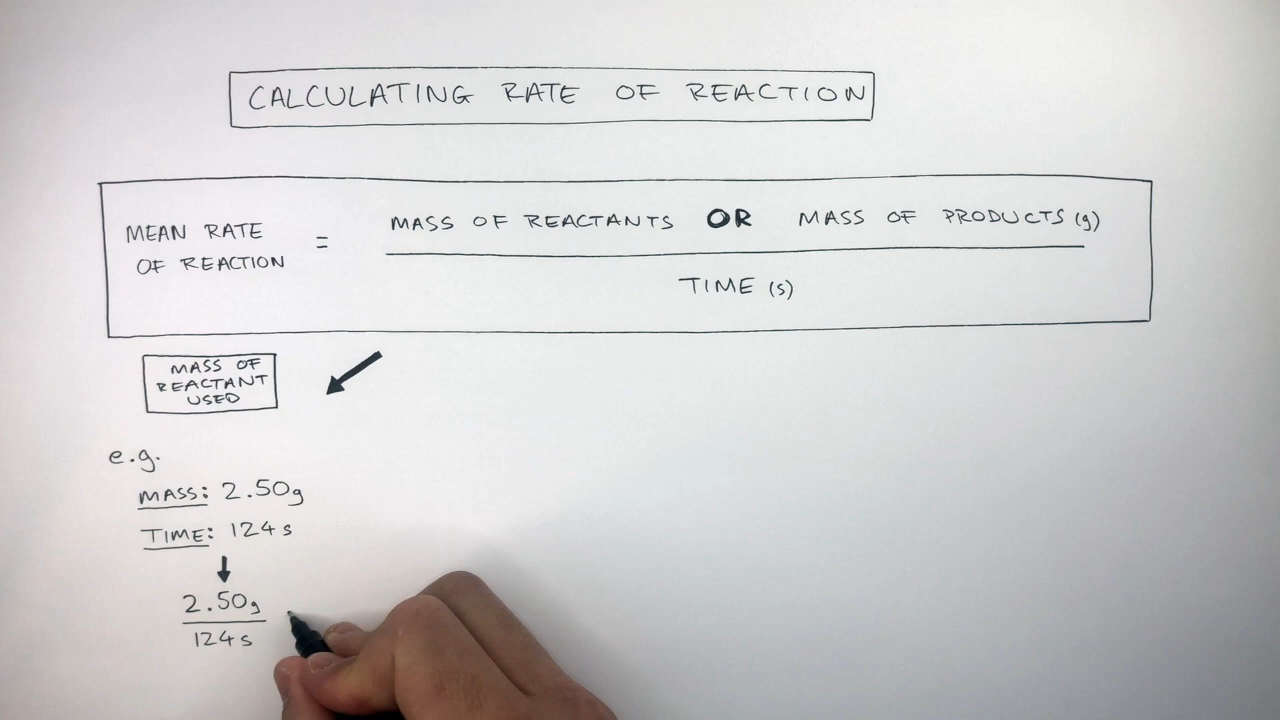 CALCULATING RATE OF REACTION
MEAN RATE
OF REACTION
=
MASS OF REACTANTS OR MASS OF PRODUCTS (g)
TIME (s)
MASS OF
REACTANT
USED
e.g.
MASS: 2.50g
TIME: 124s
2.50g
124s